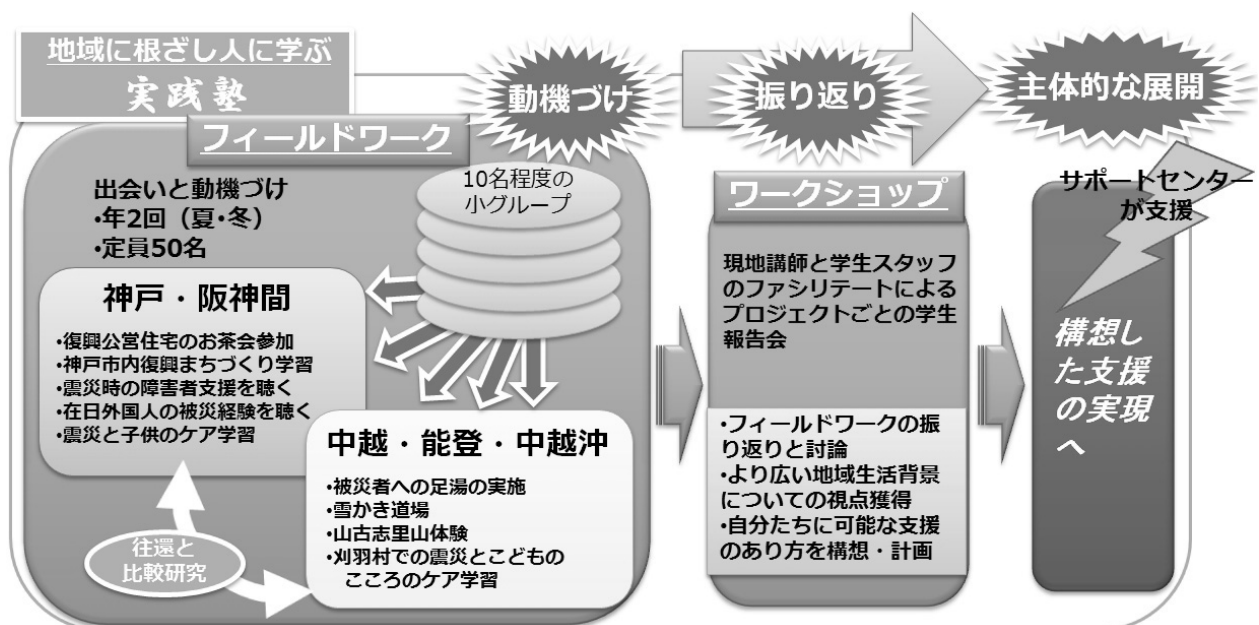 地域に根ざし人に学ぶ
実践塾
動機づけ
振り返り
主体的な展開
フィールドワーク
出会いと動機づけ
•年2回（夏･冬）
•定員50名
10名程度の
小グループ
神戸・阪神間
•復興公営住宅のお茶会参加
•神戸市内復興まちづくり学習
•震災時の障害者支援を聴く
•在日外国人の被災経験を聴く
•震災と子供のケア学習
中越・能登・中越沖
•被災者への足湯の実施
•雪かき道場
•山古志里山体験
•刈羽村での震災とこどもの
こころのケア学習
往還と
比較研究
ワークショップ
現地講師と学生スタッフ
のファシリテートによる
プロジェクトごとの学生
報告会
•フィールドワークの振
り返りと討論
•より広い地域生活背景
についての視点獲得
•自分たちに可能な支援
のあり方を構想・計画
サポートセンター
が支援
構想し
た支援
の実現
へ